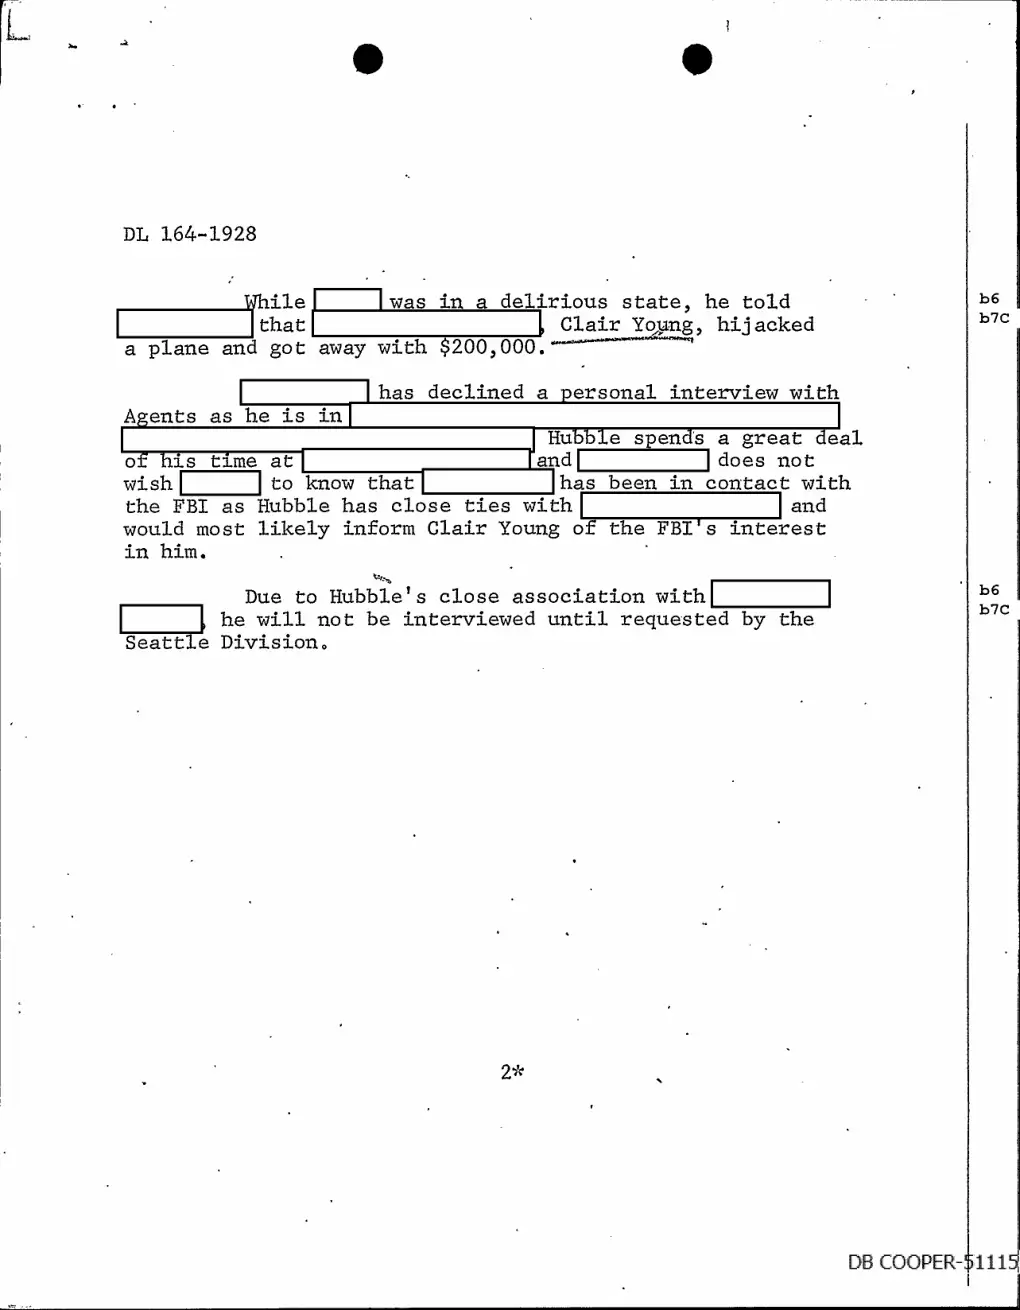 DL 164-1928
While was in a delirious state, he told b6
that , Clair Young, hijacked b7C
a plane and got away with $200,000.
has declined a personal interview with
Agents as he is in
Hubble spends a great deal
of his time at and does not
wish to know that has been in contact with
the FBI as Hubble has close ties with and
would most likely inform Clair Young of the FBI's interest
in him.
Due to Hubble's close association with b6
, he will not be interviewed until requested by the b7C
Seattle Division.
2*
DB COOPER-51115